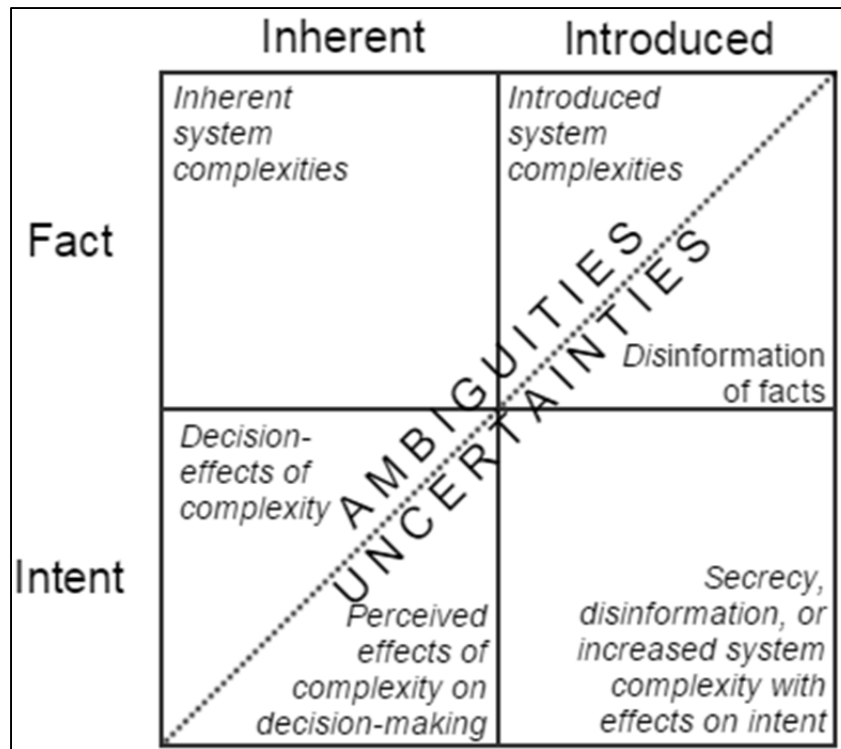 Inherent
Introduced
Fact
Inherent
system
complexities
Introduced
system
complexities
AMBIGUITIES
UNCERTAINTIES
Disinformation
of facts
Intent
Decision-
effects of
complexity
Perceived
effects of
complexity on
decision-making
Secrecy,
disinformation, or
increased system
complexity with
effects on intent